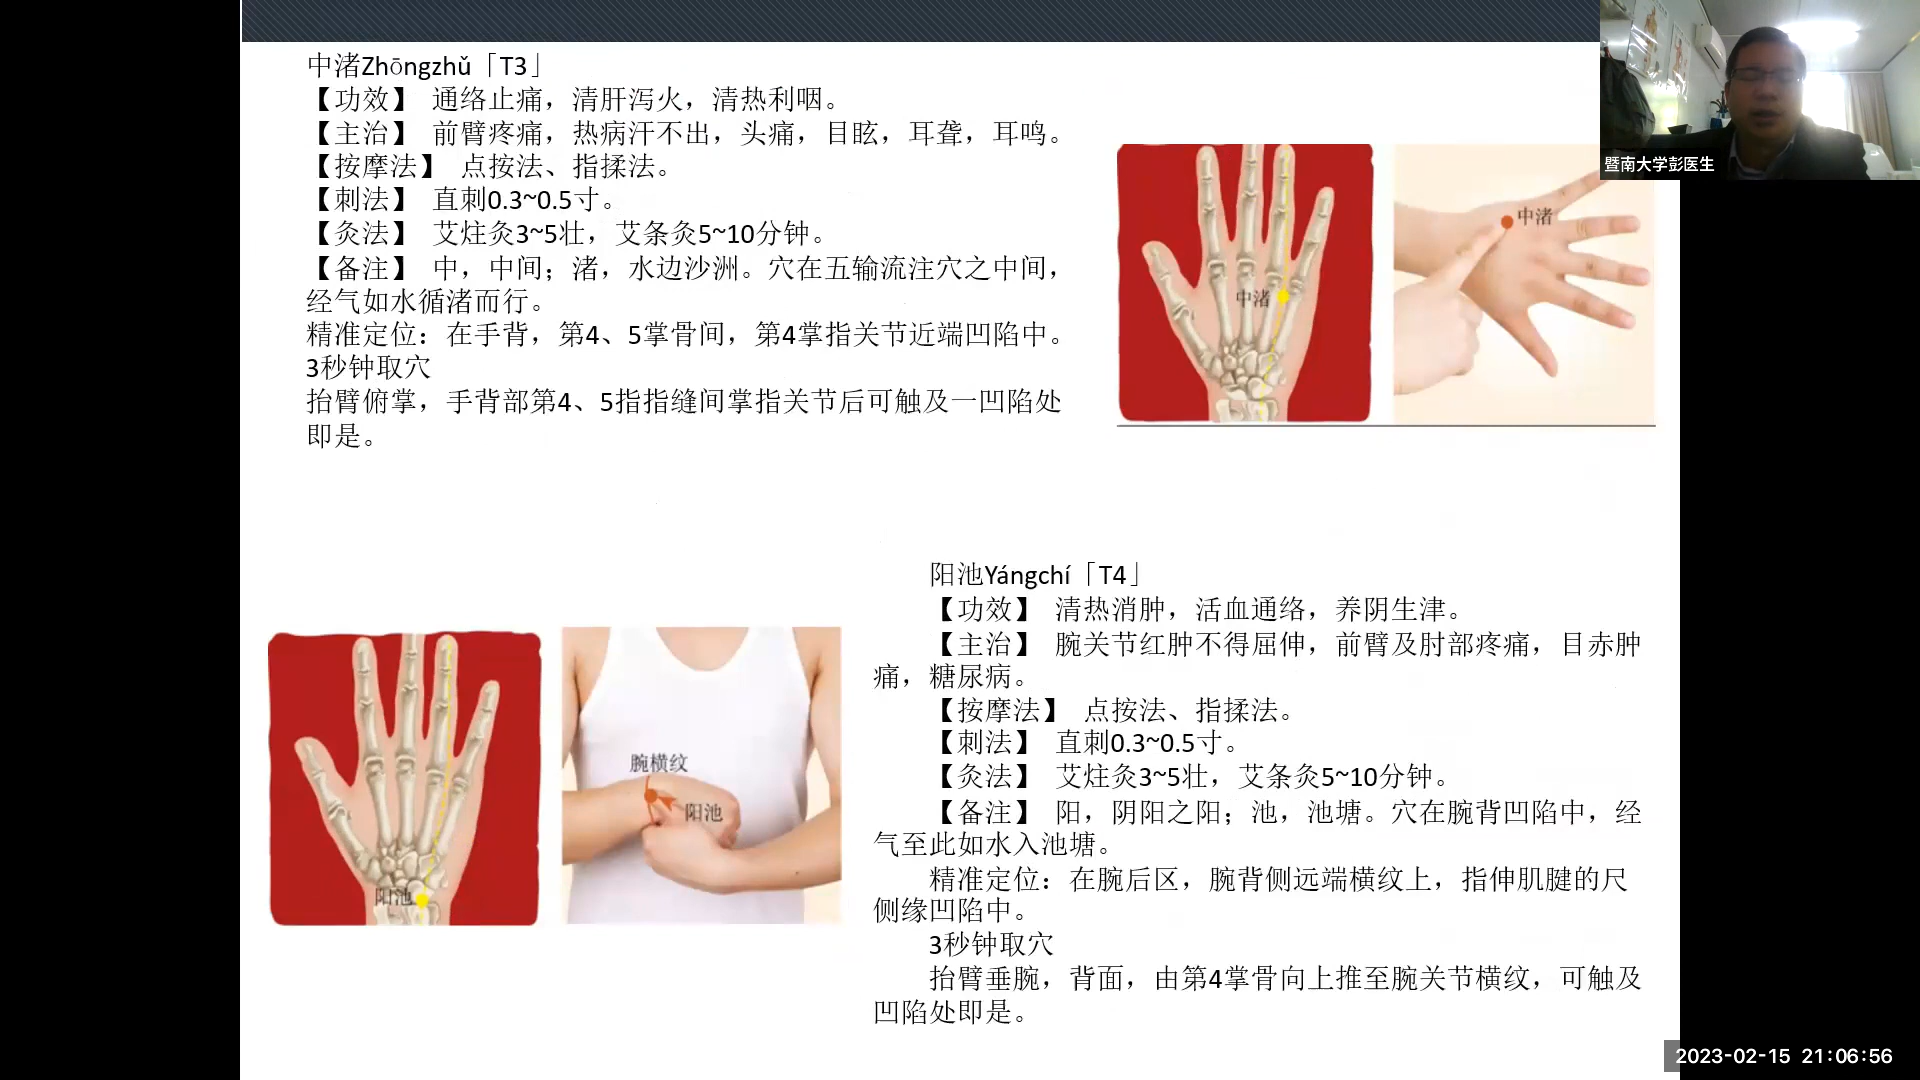 中渚Zhōngzhǔ「T3」
【功效】 通络止痛，清肝泻火，清热利咽。
【主治】 前臂疼痛，热病汗不出，头痛，目眩，耳聋，耳鸣。
【按摩法】 点按法、指揉法。
【刺法】 直刺0.3~0.5寸。
【灸法】 艾炷灸3~5壮，艾条灸5~10分钟。
【备注】 中，中间；渚，水边沙洲。穴在五输流注穴之中间，
经气如水循渚而行。
精准定位：在手背，第4、5掌骨间，第4掌指关节近端凹陷中。
3秒钟取穴
抬臂俯掌，手背部第4、5指指缝间掌指关节后可触及一凹陷处
即是。
中渚
中渚
暨南大学彭医生
阳池
腕横纹
阳池
阳池Yángchí「T4」
【功效】 清热消肿，活血通络，养阴生津。
【主治】 腕关节红肿不得屈伸，前臂及肘部疼痛，目赤肿
痛，糖尿病。
【按摩法】 点按法、指揉法。
【刺法】 直刺0.3~0.5寸。
【灸法】 艾炷灸3~5壮，艾条灸5~10分钟。
【备注】 阳，阴阳之阳；池，池塘。穴在腕背凹陷中，经
气至此如水入池塘。
精准定位：在腕后区，腕背侧远端横纹上，指伸肌腱的尺
侧缘凹陷中。
3秒钟取穴
抬臂垂腕，背面，由第4掌骨向上推至腕关节横纹，可触及
凹陷处即是。
2023-02-15 21:06:56